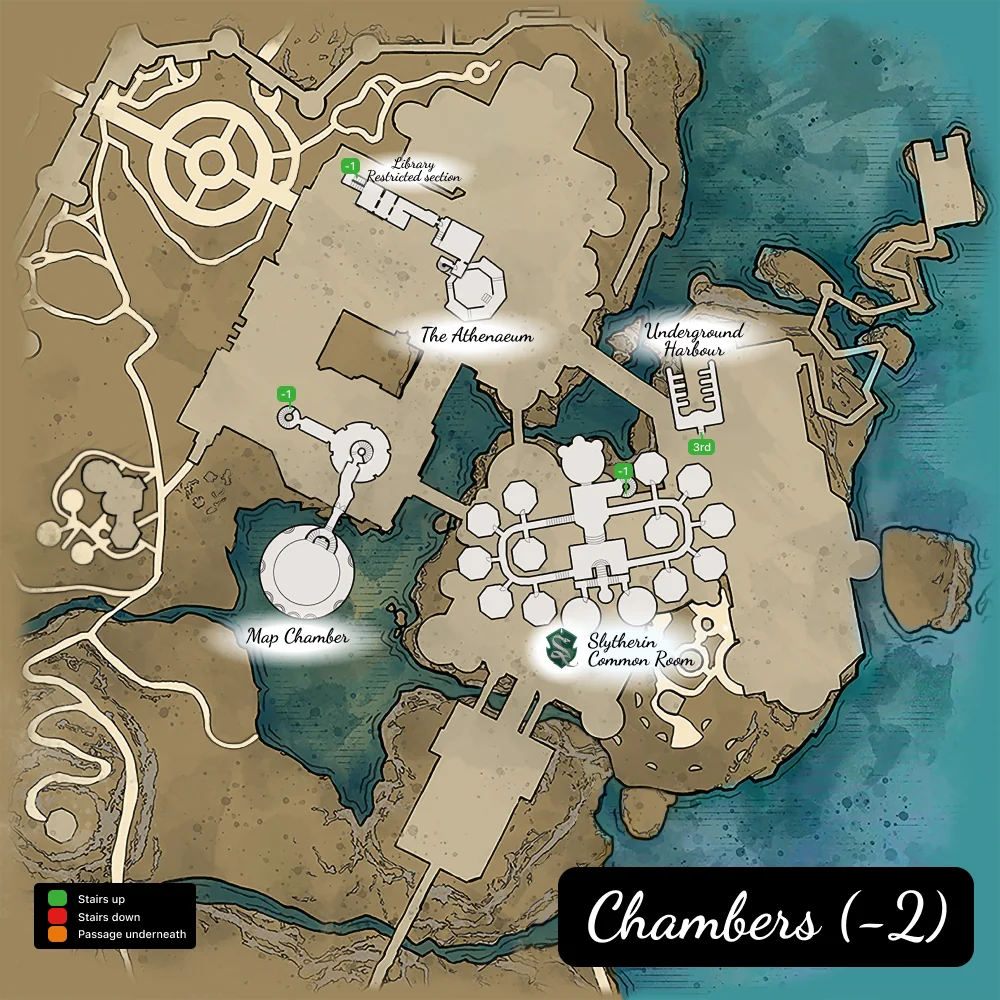 -1
Library
Restricted section
The Athenaeum
Underground
Harbour
-1
3rd
-1
Map Chamber
Slytherin
Common Room
Stairs up
Stairs down
Passage underneath
Chambers (-2)